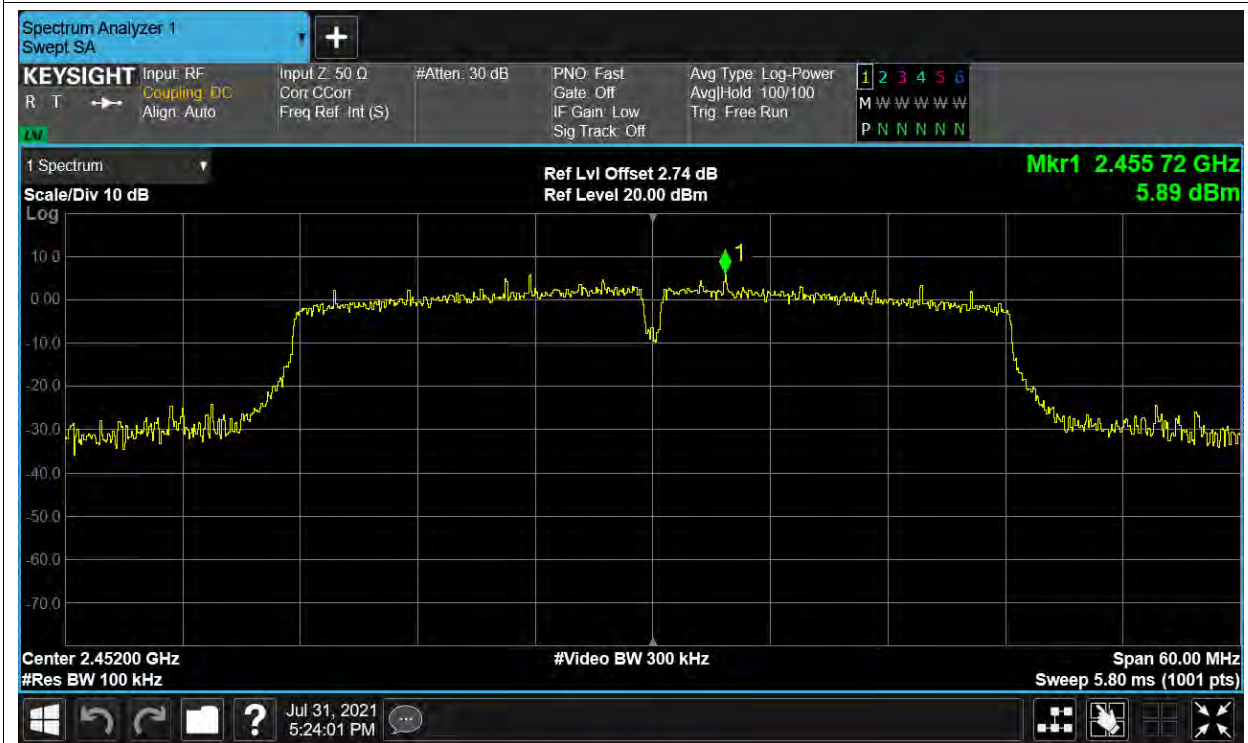 Spectrum Analyzer 1
Swept SA
+
KEYSIGHT Input: RF Input Z: 50 Ω #Atten: 30 dB PNO: Fast Avg Type: Log-Power 1 2 3 4 5 6
R T Coupling: DC Corr CCorr Gate: Off Avg|Hold: 100/100 M W W W W W W
Align: Auto Freq Ref: Int (S) IF Gain: Low Trig: Free Run
LXI Sig Track: Off P N N N N N N
1 Spectrum
Ref Lvl Offset 2.74 dB
Mkr1 2.455 72 GHz
Scale/Div 10 dB
Ref Level 20.00 dBm
5.89 dBm
Log
1
10.0
0.00
-10.0
-20.0
-30.0
-40.0
-50.0
-60.0
-70.0
Center 2.45200 GHz #Video BW 300 kHz Span 60.00 MHz
#Res BW 100 kHz Sweep 5.80 ms (1001 pts)
? Jul 31, 2021
5:24:01 PM